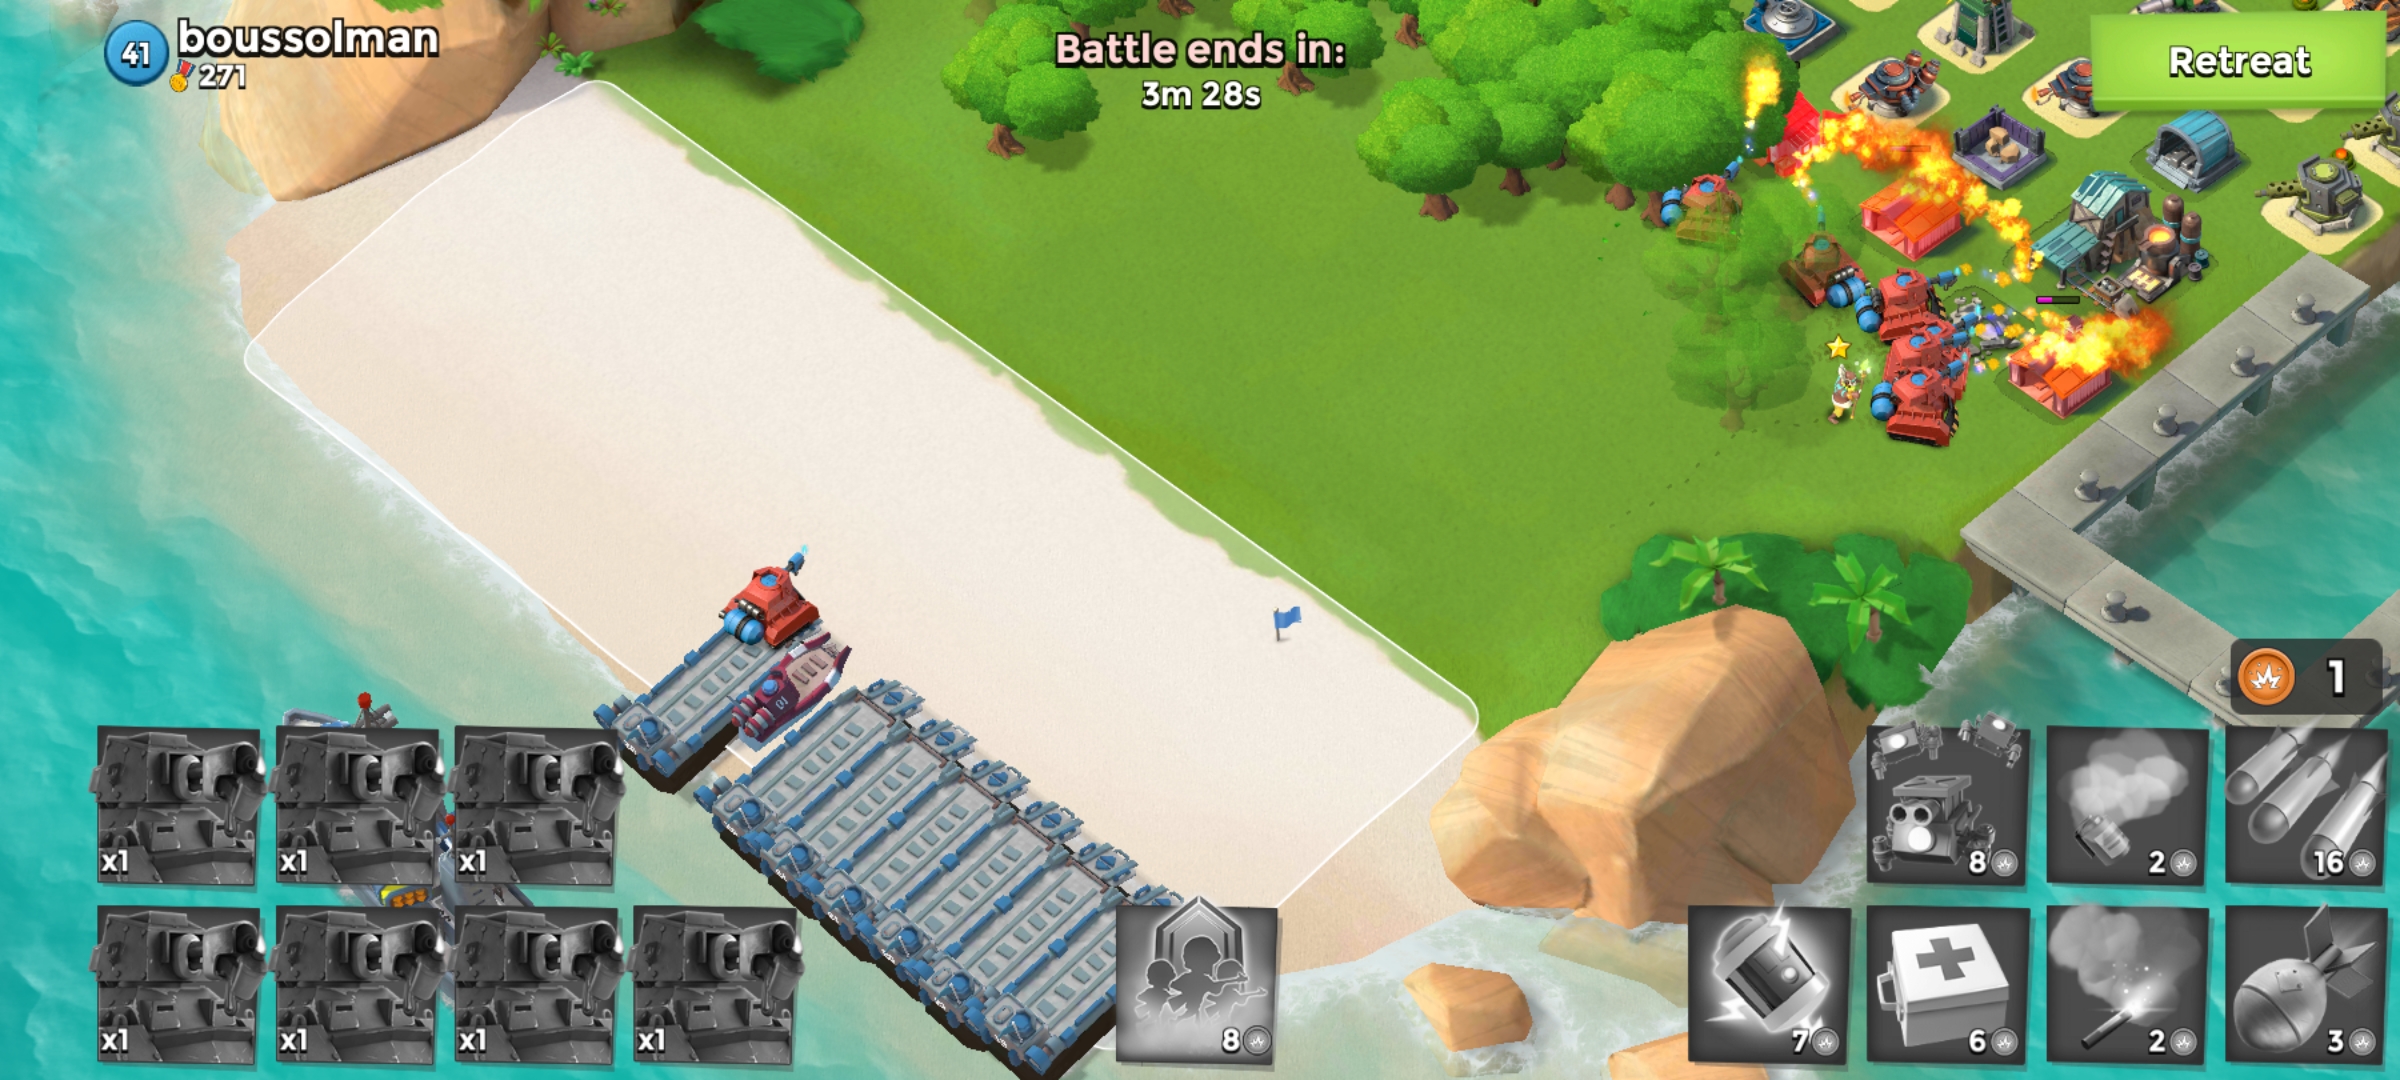 41
boussolman
271
Battle ends in:
3m 28s
Retreat
1
x1
x1
x1
8
2
16
x1
x1
x1
x1
8
7
6
2
3